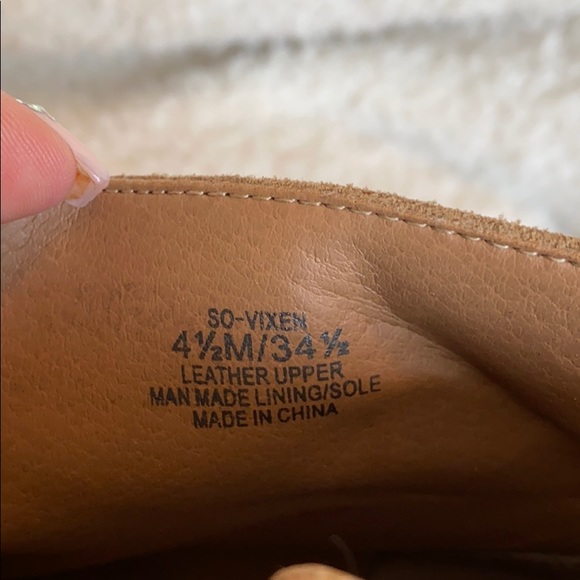 SO-VIXEN
4½M/34½
LEATHER UPPER
MAN MADE LINING/SOLE
MADE IN CHINA